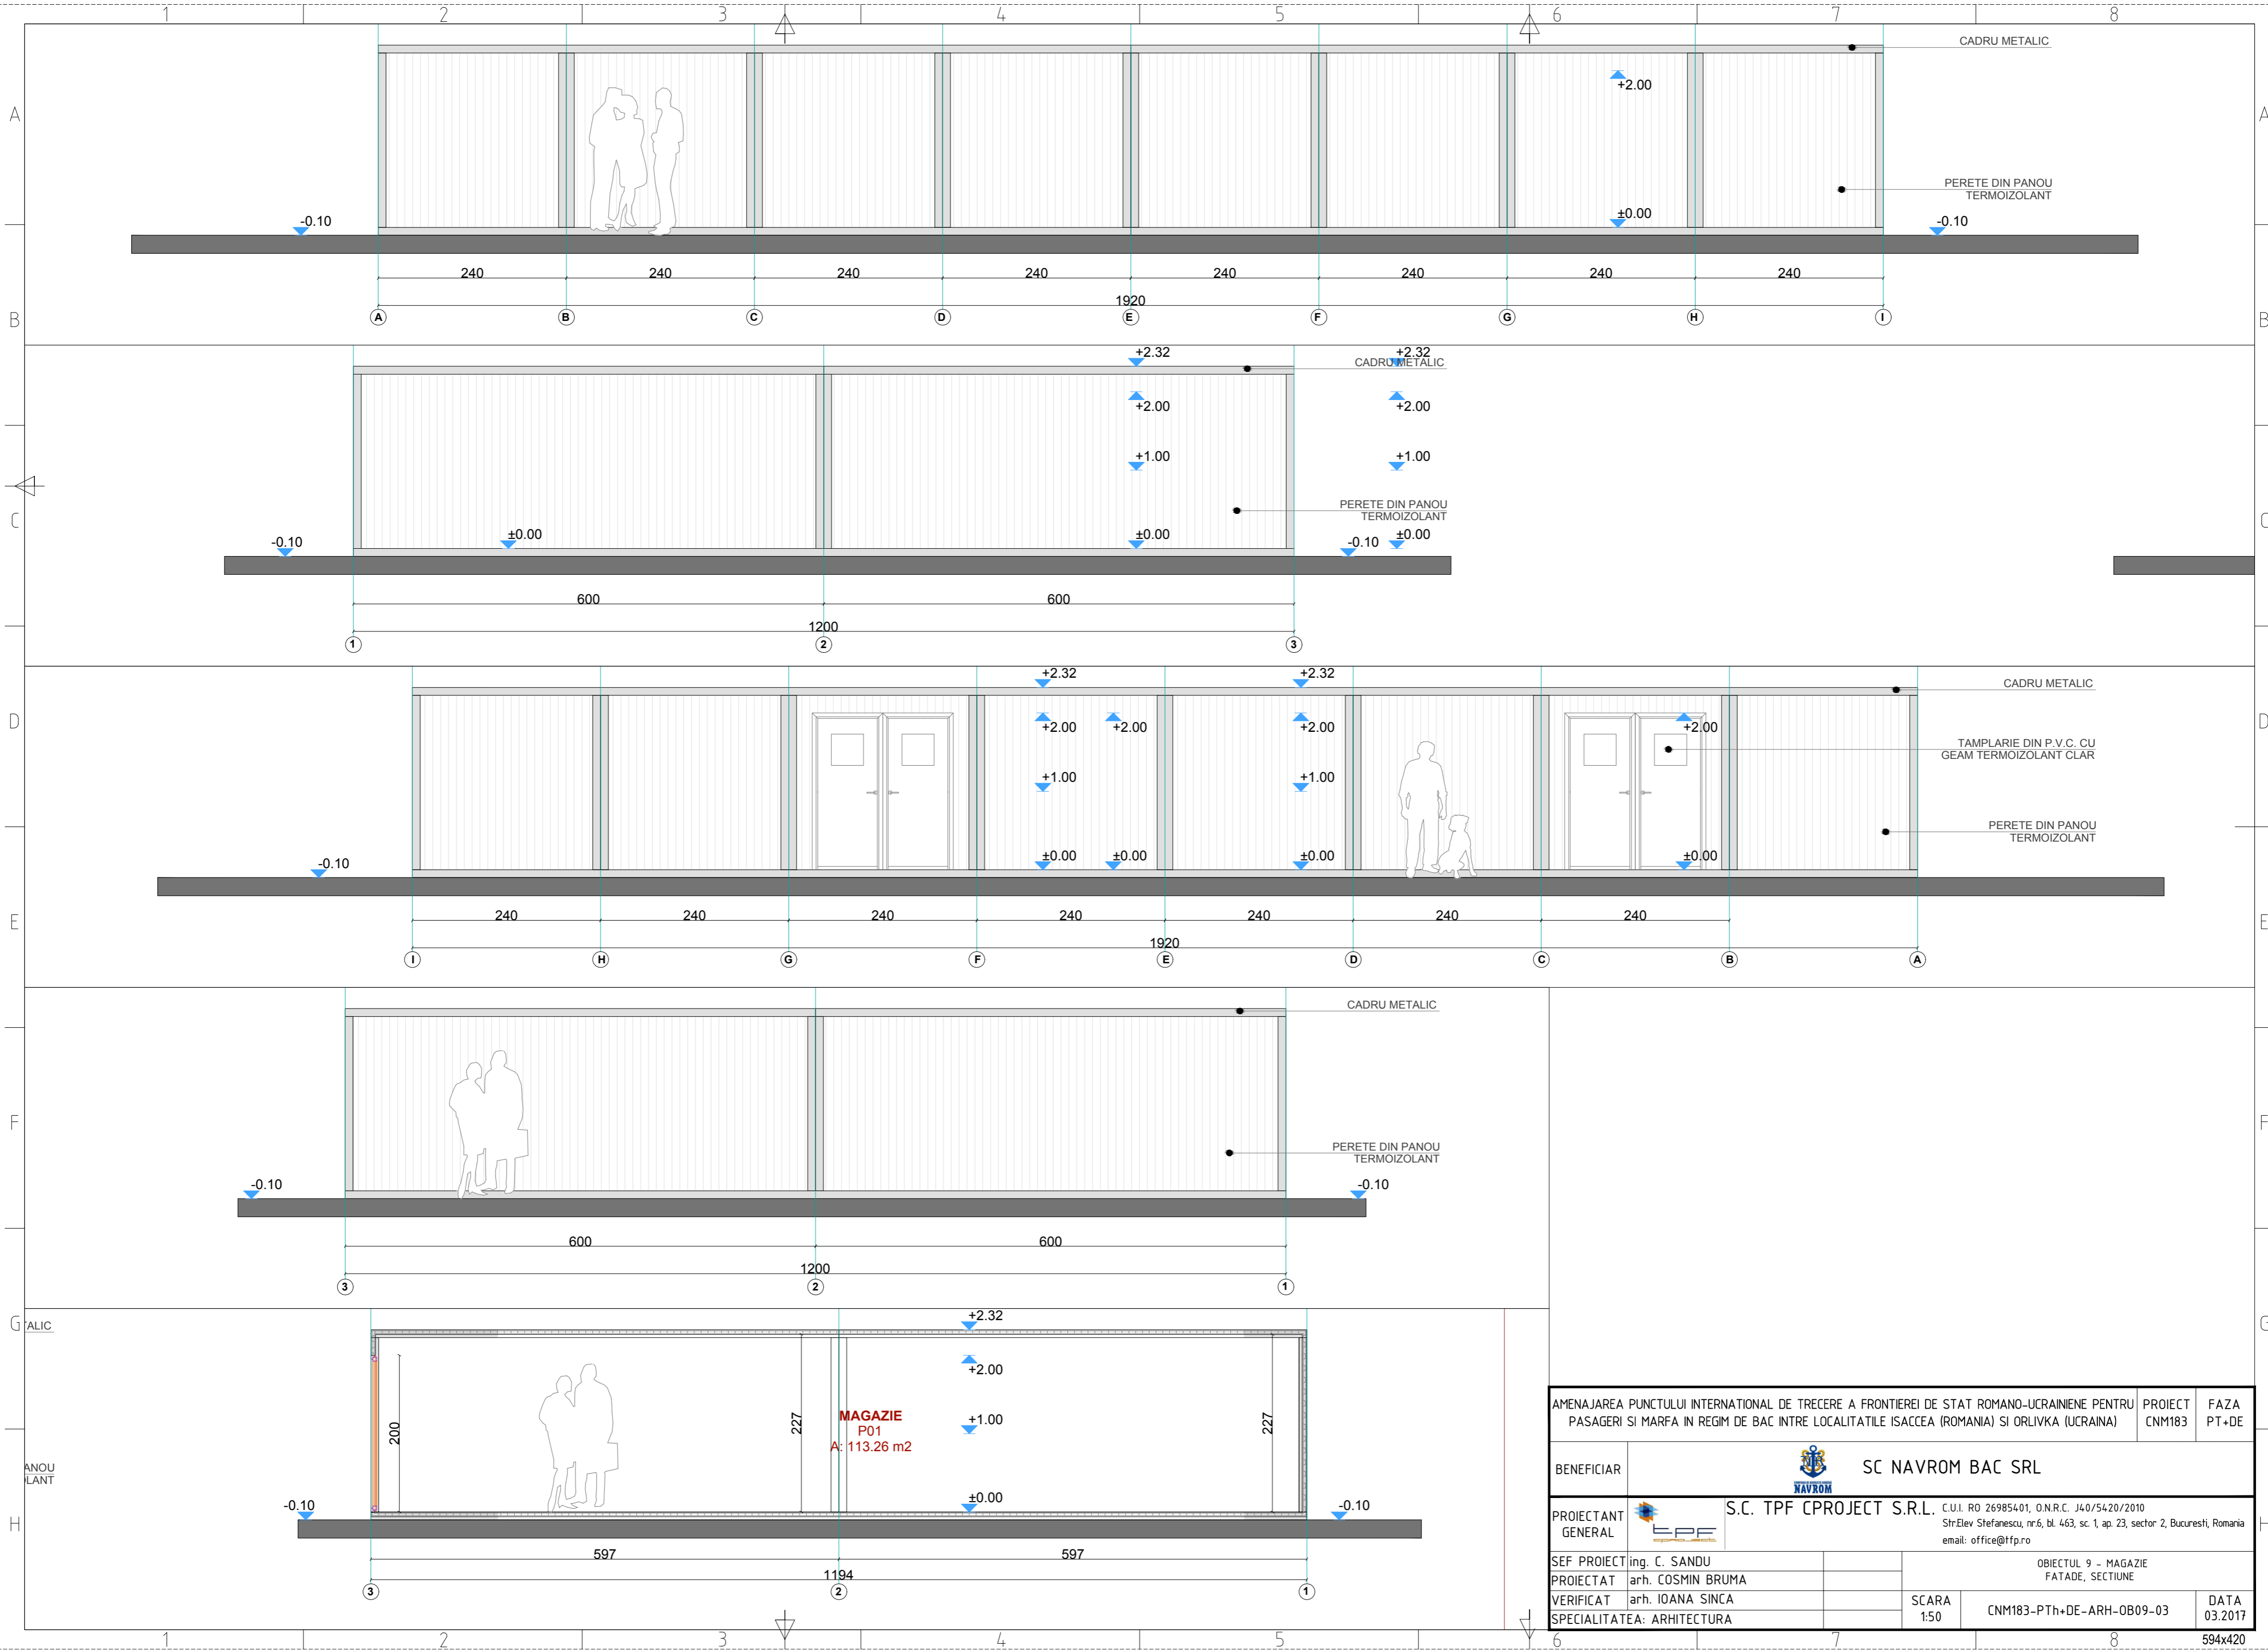 1 2 3 4 5 6 7 8
A A
CADRU METALIC
+2.00
PERETE DIN PANOU
TERMOIZOLANT
-0.10 ±0.00 -0.10
240 240 240 240 240 240 240 240
1920
B B
A B C D E F G H I
+2.32 +2.32
CADRU METALIC
+2.00 +2.00
+1.00 +1.00
PERETE DIN PANOU
TERMOIZOLANT
C C
-0.10 ±0.00 ±0.00 -0.10 ±0.00
600 600
1200
1 2 3
+2.32 +2.32
CADRU METALIC
D D
+2.00 +2.00 +2.00 +2.00
TAMPLARIE DIN P.V.C. CU
GEAM TERMOIZOLANT CLAR
+1.00 +1.00
PERETE DIN PANOU
TERMOIZOLANT
-0.10 ±0.00 ±0.00 ±0.00 ±0.00
240 240 240 240 240 240 240
E E
1920
I H G F E D C B A
CADRU METALIC
F F
PERETE DIN PANOU
TERMOIZOLANT
-0.10 -0.10
600 600
1200
3 2 1
G G
ALIC
+2.32
+2.00
200 227 227
MAGAZIE
P01
A: 113.26 m2
+1.00
ANOU
LANT
±0.00
-0.10 -0.10
H H
597 597
1194
3 2 1
AMENAJAREA PUNCTULUI INTERNATIONAL DE TRECERE A FRONTIEREI DE STAT ROMANO-UCRAINIENE PENTRU
PASAGERI SI MARFA IN REGIM DE BAC INTRE LOCALITATILE ISACCEA (ROMANIA) SI ORLIVKA (UCRAINA)
PROIECT
CNM183
FAZA
PT+DE
BENEFICIAR
NAVROM
SC NAVROM BAC SRL
PROIECTANT
GENERAL
tpf
S.C. TPF CPROJECT S.R.L.
C.U.I. RO 26985401, O.N.R.C. J40/5420/2010
Str.Elev Stefanescu, nr.6, bl. 463, sc. 1, ap. 23, sector 2, Bucuresti, Romania
email: office@tfp.ro
SEF PROIECT ing. C. SANDU
PROIECTAT arh. COSMIN BRUMA
VERIFICAT arh. IOANA SINCA
SPECIALITATEA: ARHITECTURA
OBIECTUL 9 - MAGAZIE
FATADE, SECTIUNE
SCARA
1:50
CNM183-PTh+DE-ARH-OB09-03
DATA
03.2017
1 2 3 4 5 6 7 8
594x420